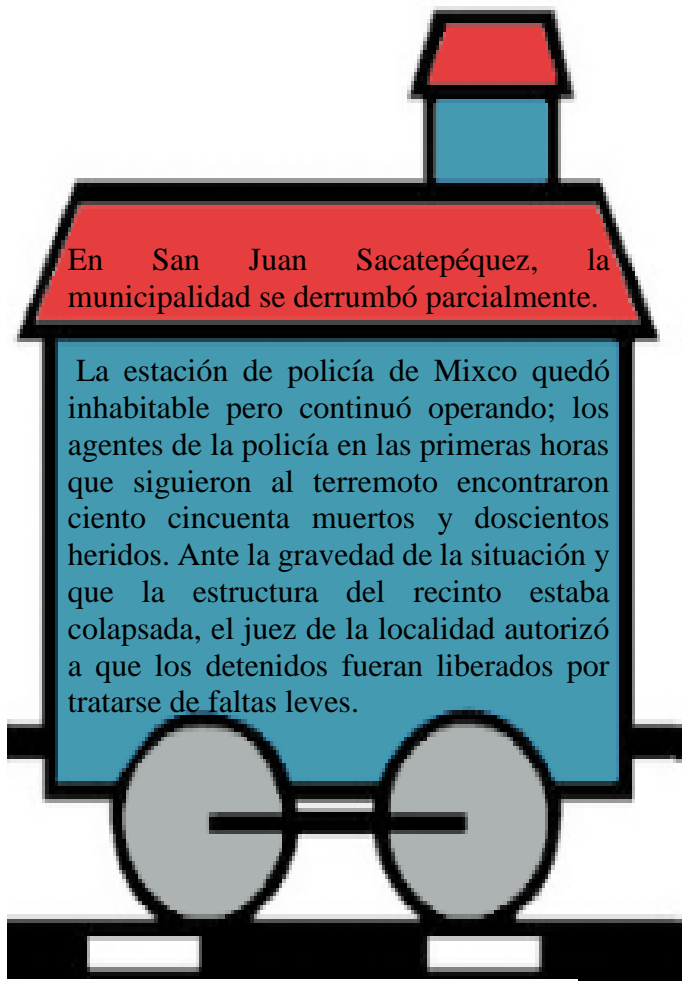 En San Juan Sacatepéquez, la
municipalidad se derrumbó parcialmente.
La estación de policía de Mixco quedó
inhabitable pero continuó operando; los
agentes de la policía en las primeras horas
que siguieron al terremoto encontraron
ciento cincuenta muertos y doscientos
heridos. Ante la gravedad de la situación y
que la estructura del recinto estaba
colapsada, el juez de la localidad autorizó
a que los detenidos fueran liberados por
tratarse de faltas leves.